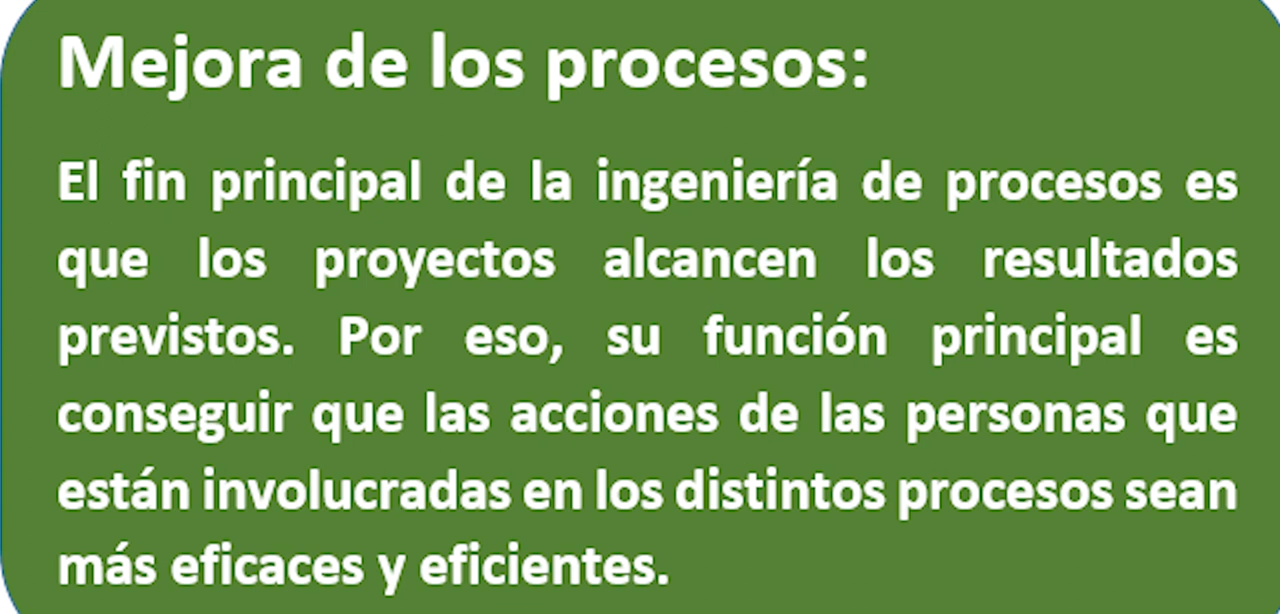 Mejora de los procesos:
El fin principal de la ingeniería de procesos es
que los proyectos alcancen los resultados
previstos. Por eso, su función principal es
conseguir que las acciones de las personas que
están involucradas en los distintos procesos sean
más eficaces y eficientes.